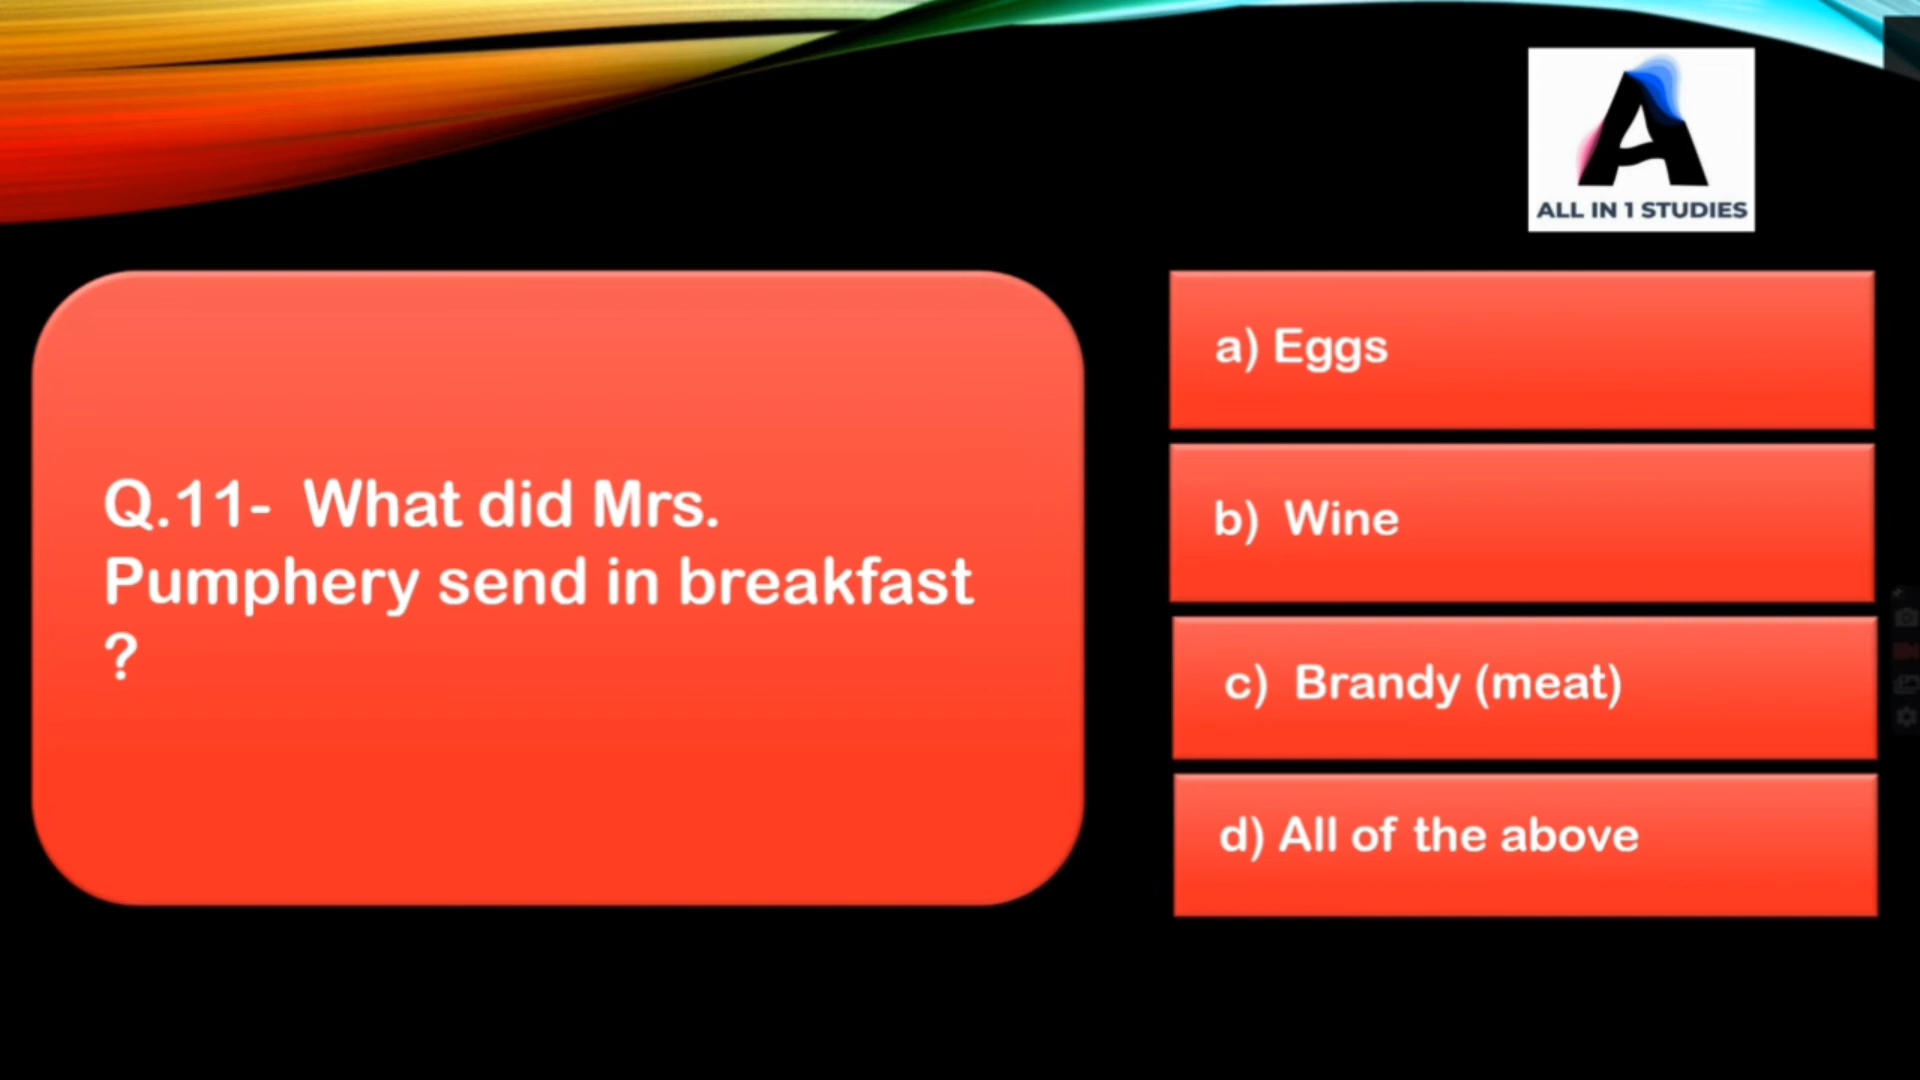 ALL IN 1 STUDIES
Q.11- What did Mrs.
Pumphery send in breakfast
?
a) Eggs
b) Wine
c) Brandy (meat)
d) All of the above